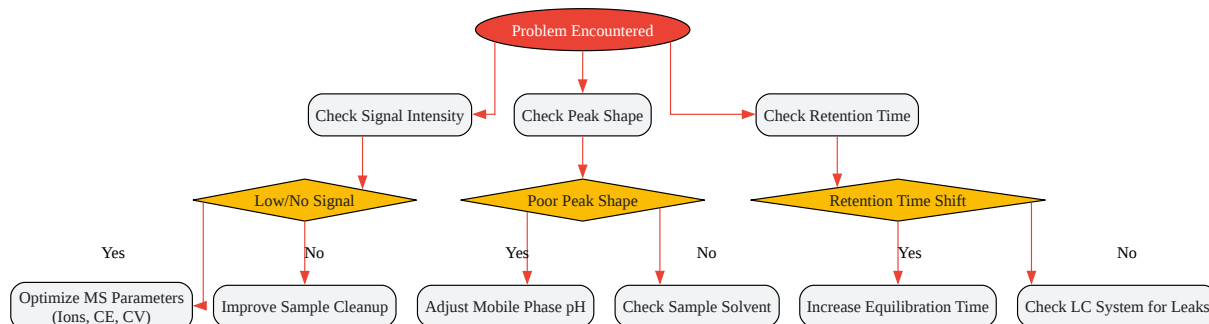 Problem Encountered
Check Signal Intensity
Check Peak Shape
Check Retention Time
Low/No Signal
Poor Peak Shape
Retention Time Shift
Yes
No
Yes
No
Yes
No
Optimize MS Parameters
(Ions, CE, CV)
Improve Sample Cleanup
Adjust Mobile Phase pH
Check Sample Solvent
Increase Equilibration Time
Check LC System for Leaks